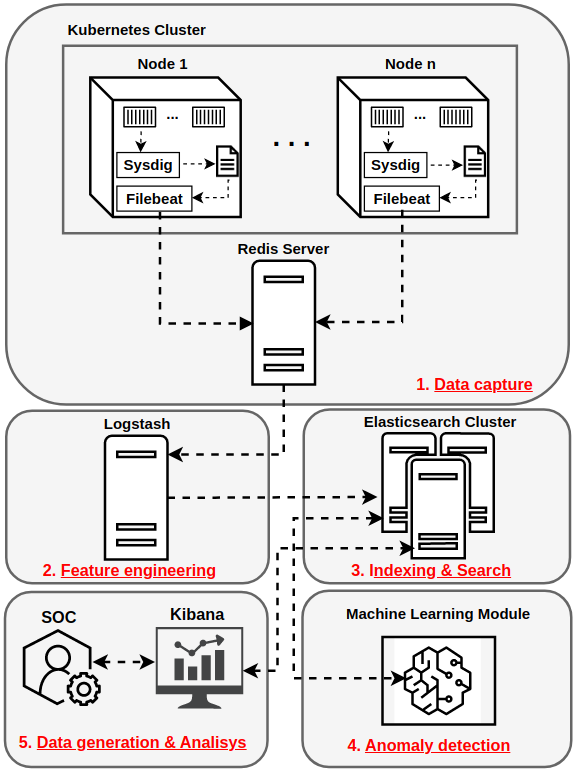 Kubernetes Cluster
Node 1
Node n
...
...
. . .
Sysdig
Sysdig
Filebeat
Filebeat
Redis Server
1. Data capture
Logstash
Elasticsearch Cluster
2. Feature engineering
3. Indexing & Search
SOC
Kibana
Machine Learning Module
5. Data generation & Analisys
4. Anomaly detection